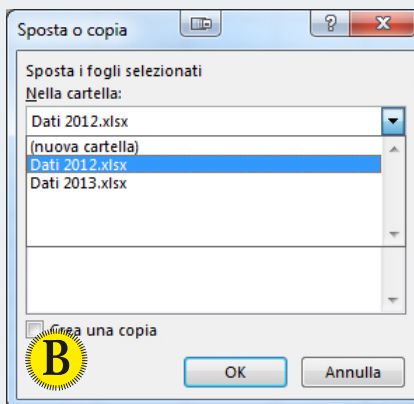 Sposta o copia
Sposta i fogli selezionati
Nella cartella:
Dati 2012.xlsx
(nuova cartella)
Dati 2012.xlsx
Dati 2013.xlsx
Crea una copia
B
OK
Annulla